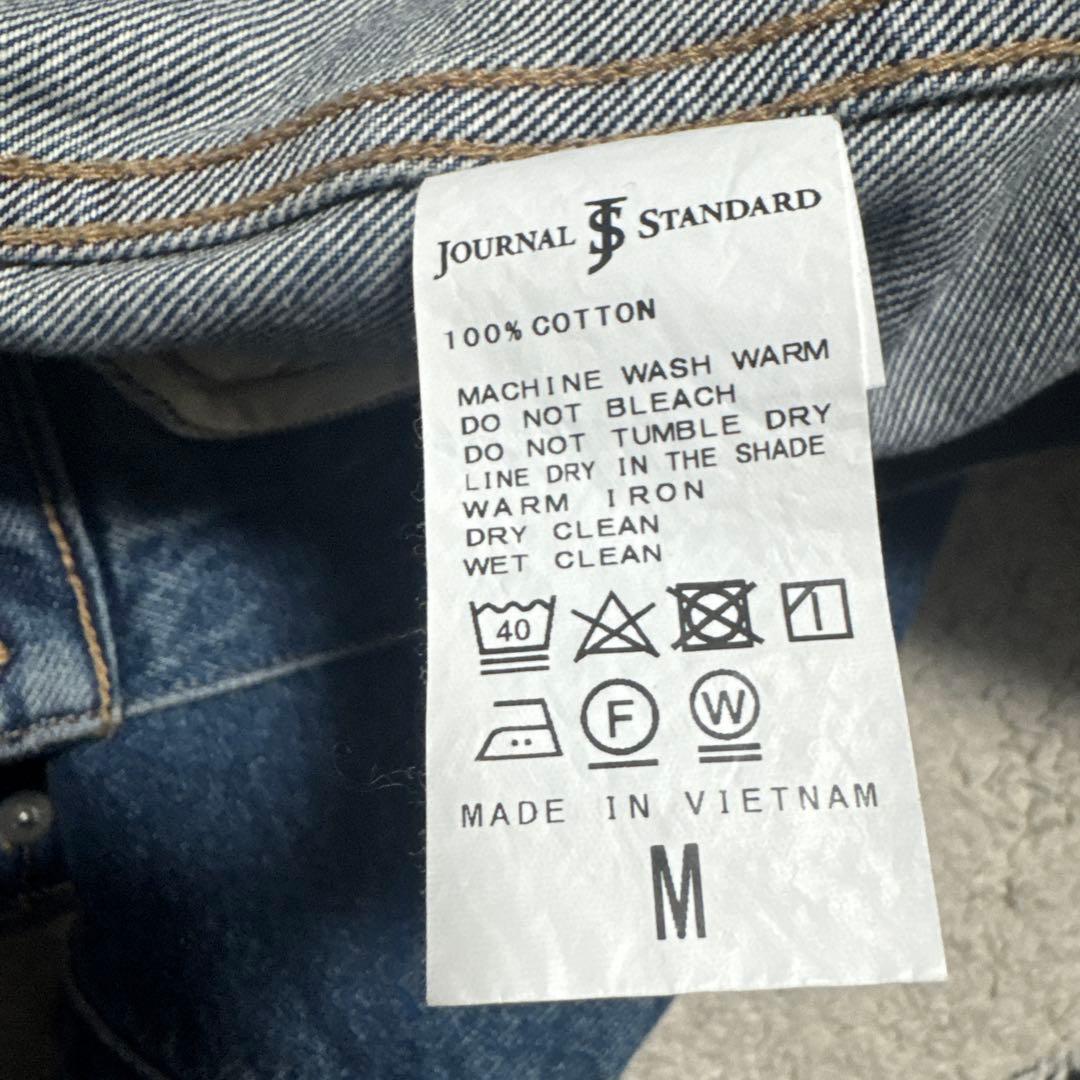 JOURNAL JS STANDARD
100% COTTON
MACHINE WASH WARM
DO NOT BLEACH
DO NOT TUMBLE DRY
LINE DRY IN THE SHADE
WARM IRON
DRY CLEAN
WET CLEAN
40
F W
MADE IN VIETNAM
M